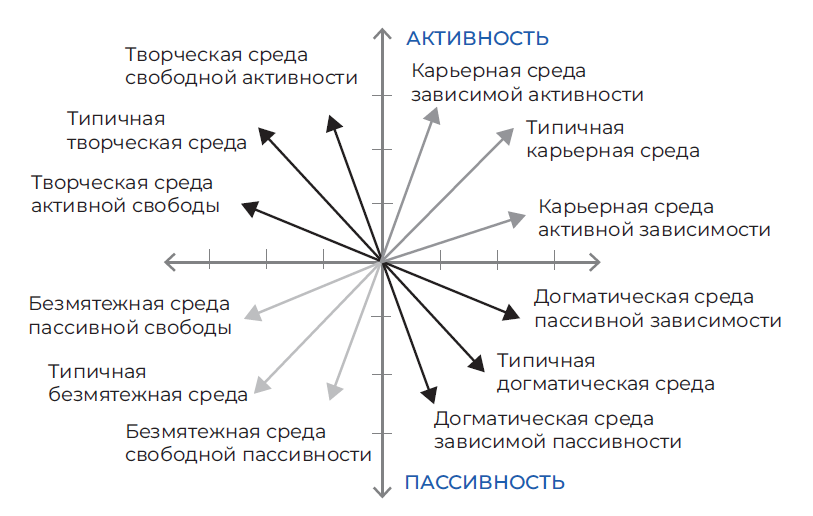 АКТИВНОСТЬ
Творческая среда
свободной активности
Карьерная среда
зависимой активности
Типичная
творческая среда
Типичная
карьерная среда
Творческая среда
активной свободы
Карьерная среда
активной зависимости
Безмятежная среда
пассивной свободы
Догматическая среда
пассивной зависимости
Типичная
безмятежная среда
Типичная
догматическая среда
Безмятежная среда
свободной пассивности
Догматическая среда
зависимой пассивности
ПАССИВНОСТЬ